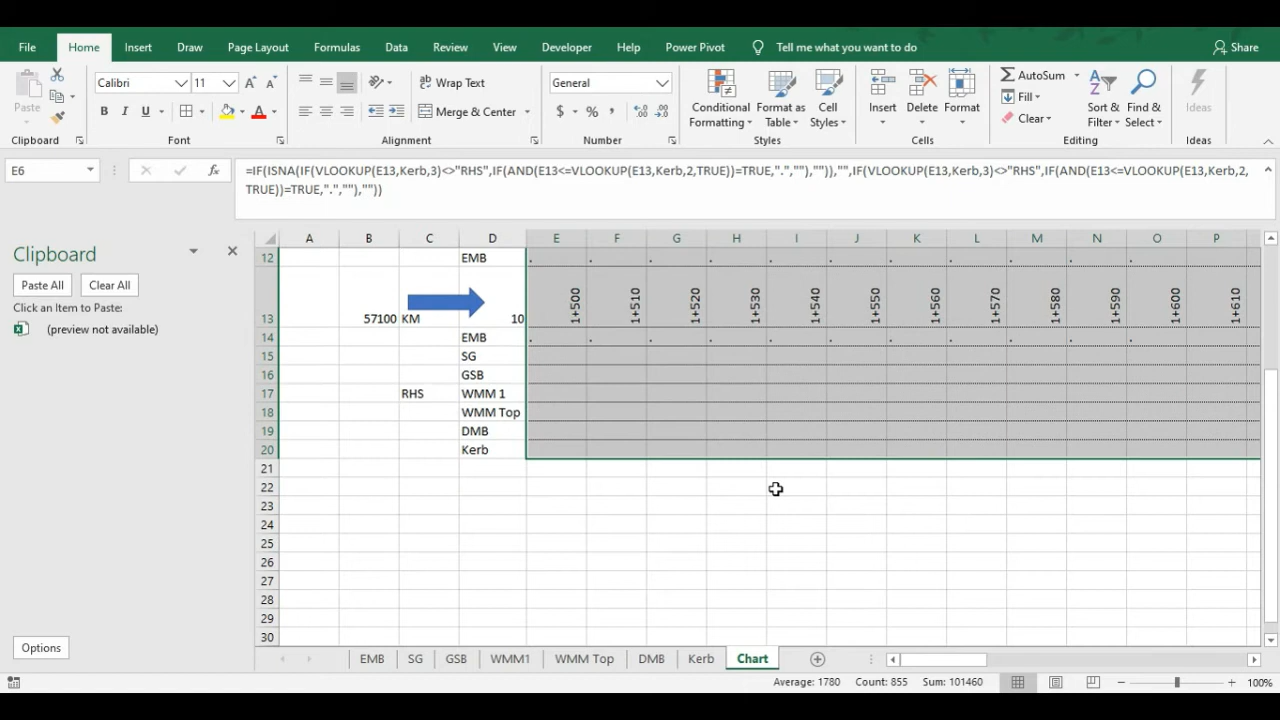 File Home Insert Draw Page Layout Formulas Data Review View Developer Help Power Pivot Tell me what you want to do Share
Paste
Calibri 11 A A
B I U A
Wrap Text
Merge & Center
General
$ % ,
Conditional Formatting
Format as Table
Cell Styles
Insert Delete Format
AutoSum
Fill
Clear
Sort & Filter
Find & Select
Ideas
Clipboard Font Alignment Number Styles Cells Editing Ideas
E6 fx =IF(ISNA(IF(VLOOKUP(E13,Kerb,3)<>"RHS",IF(AND(E13<=VLOOKUP(E13,Kerb,2,TRUE))=TRUE,".",""),"")),"",IF(VLOOKUP(E13,Kerb,3)<>"RHS",IF(AND(E13<=VLOOKUP(E13,Kerb,2,
TRUE))=TRUE,".",""),""))
Clipboard
Paste All Clear All
Click an Item to Paste:
(preview not available)
Options
A B C D E F G H I J K L M N O P
12 EMB . . . . . . . . . . .
13 57100 KM 10 1+500 1+510 1+520 1+530 1+540 1+550 1+560 1+570 1+580 1+590 1+600 1+610
14 EMB . . . . . . . . . . .
15 SG
16 GSB
17 RHS WMM 1
18 WMM Top
19 DMB
20 Kerb
21
22
23
24
25
26
27
28
29
30
EMB SG GSB WMM1 WMM Top DMB Kerb Chart
Average: 1780 Count: 855 Sum: 101460 100%